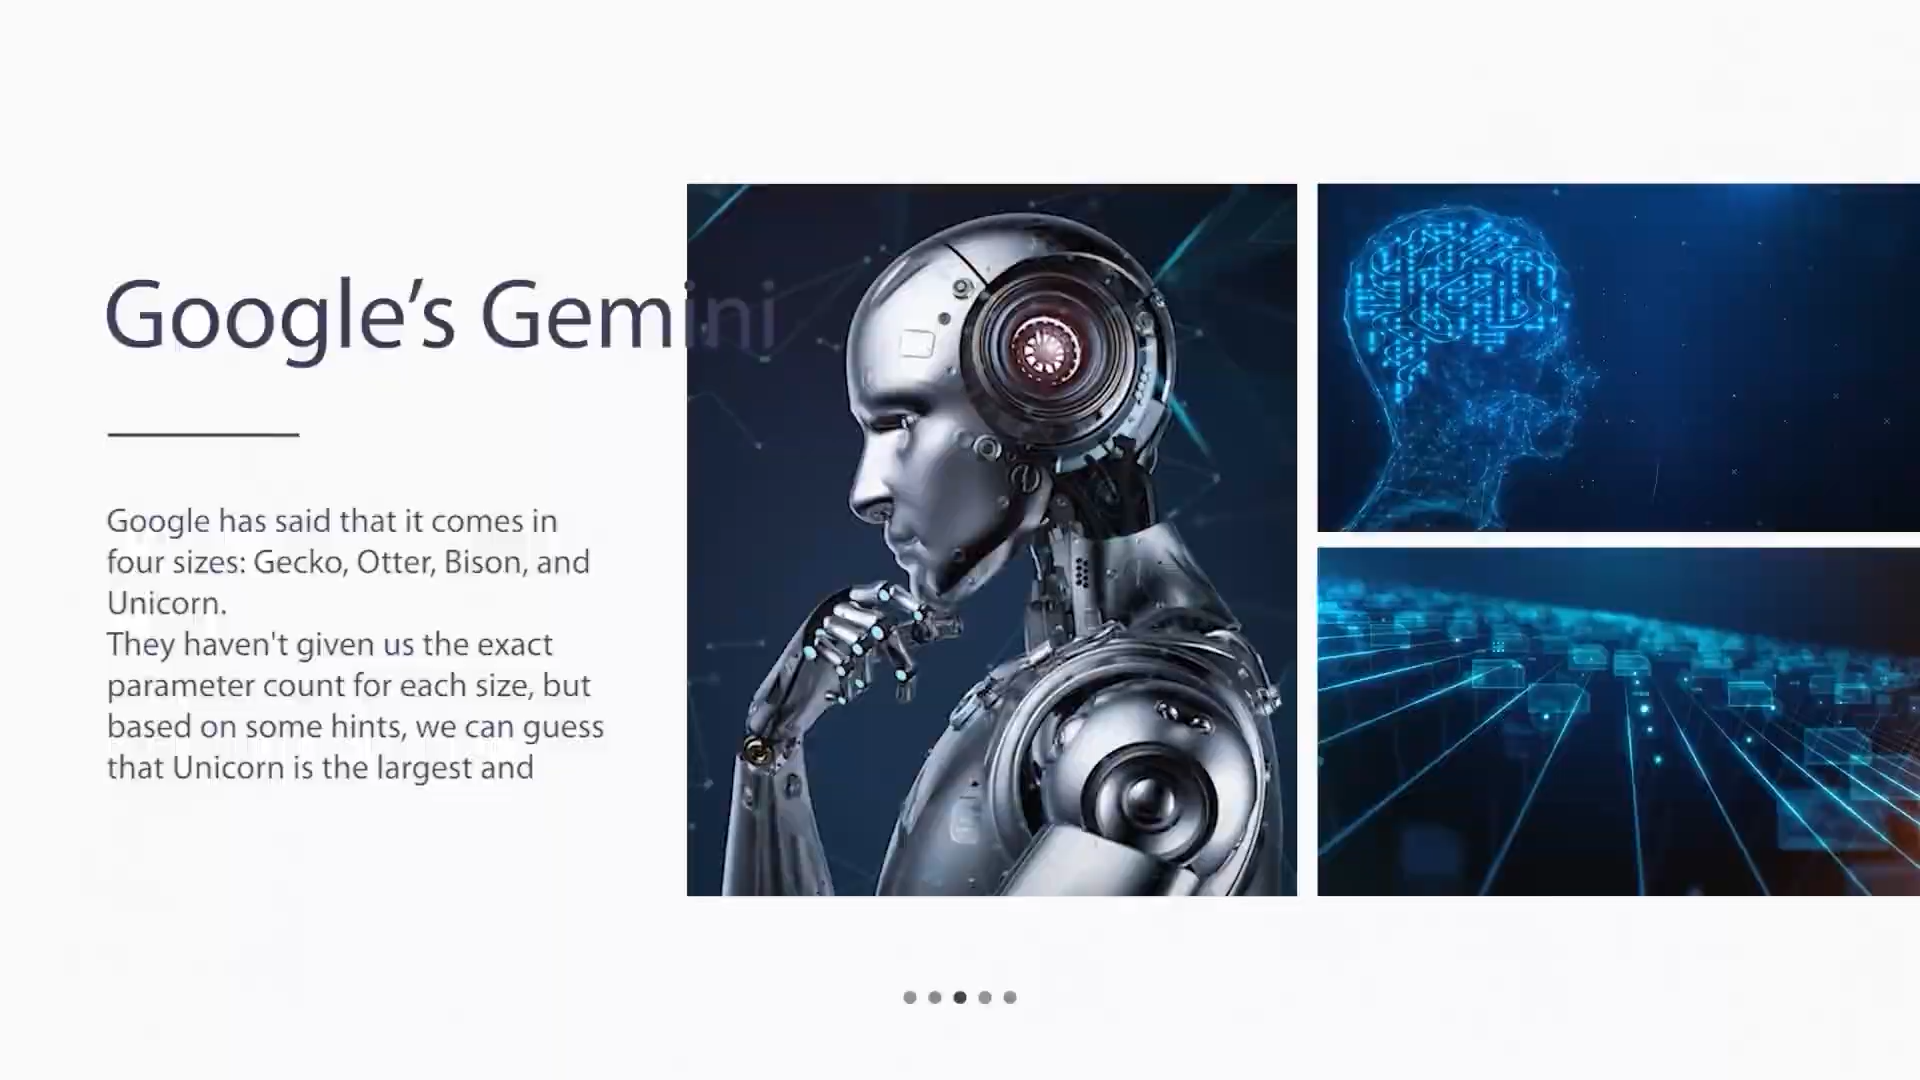 Google’s Gemini
Google has said that it comes in
four sizes: Gecko, Otter, Bison, and
Unicorn.
They haven't given us the exact
parameter count for each size, but
based on some hints, we can guess
that Unicorn is the largest and